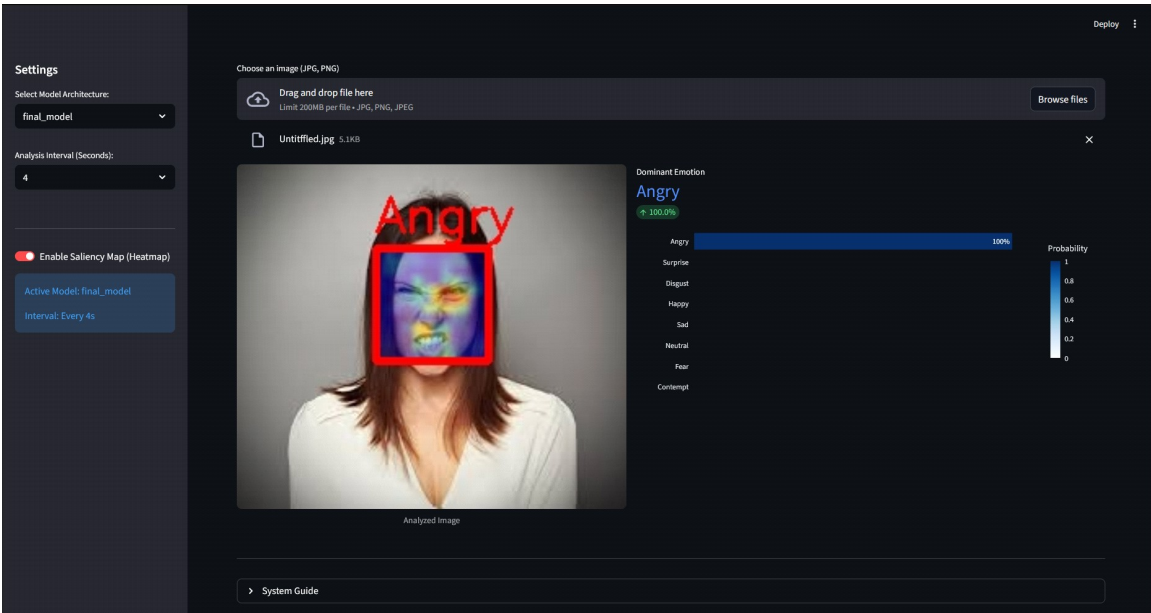 Deploy
Settings
Select Model Architecture:
final_model
Analysis Interval (Seconds):
4
Enable Saliency Map (Heatmap)
Active Model: final_model
Interval: Every 4s
Choose an image (JPG, PNG)
Drag and drop file here
Limit 200MB per file • JPG, PNG, JPEG
Browse files
Untitffled.jpg 5.1KB
Angry
Analyzed Image
Dominant Emotion
Angry
↑ 100.0%
Angry 100%
Surprise
Disgust
Happy
Sad
Neutral
Fear
Contempt
Probability
1
0.8
0.6
0.4
0.2
0
System Guide